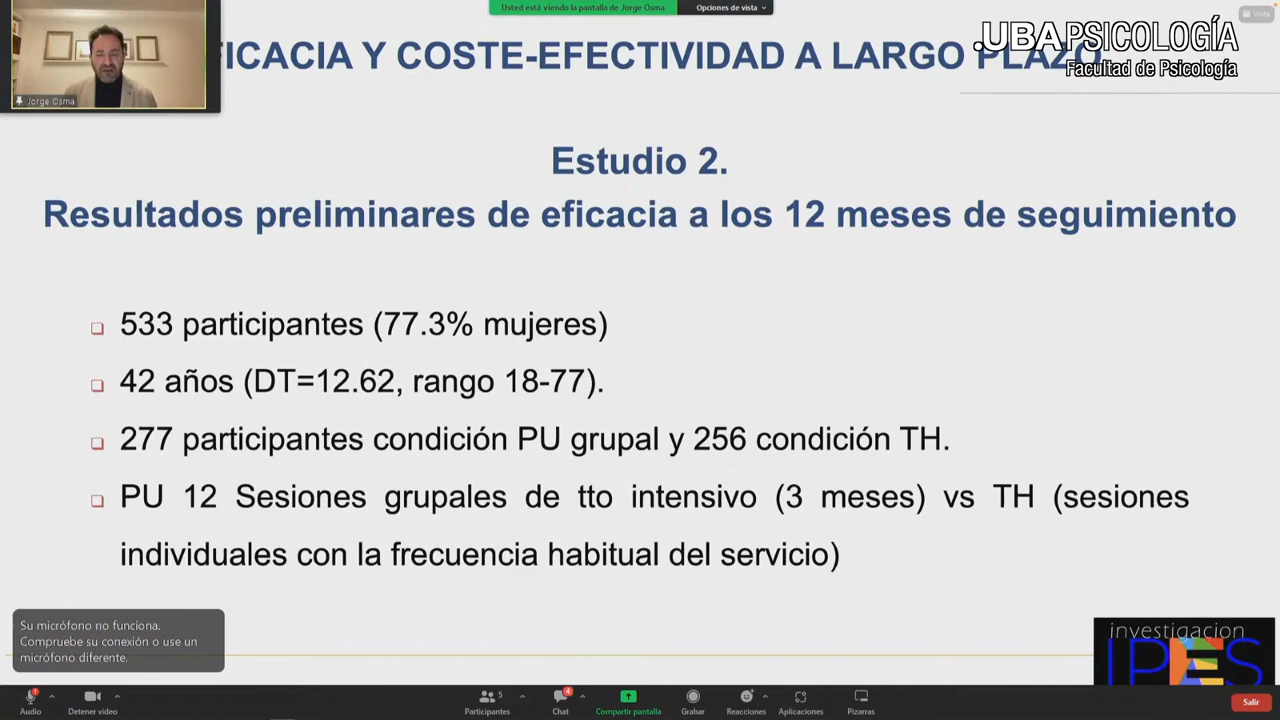 Usted está viendo la pantalla de Jorge Osma
Opciones de vista
Vista
Jorge Osma
FICACIA Y COSTE-EFECTIVIDAD A LARGO PLAZO
.UBAPSICOLOGÍA
Facultad de Psicología
Estudio 2.
Resultados preliminares de eficacia a los 12 meses de seguimiento
533 participantes (77.3% mujeres)
42 años (DT=12.62, rango 18-77).
277 participantes condición PU grupal y 256 condición TH.
PU 12 Sesiones grupales de tto intensivo (3 meses) vs TH (sesiones
individuales con la frecuencia habitual del servicio)
Su micrófono no funciona.
Compruebe su conexión o use un
micrófono diferente.
investigacion
IPES
Audio
Detener video
Participantes
5
Chat
4
Compartir pantalla
Grabar
Reacciones
Aplicaciones
Pizarras
Salir